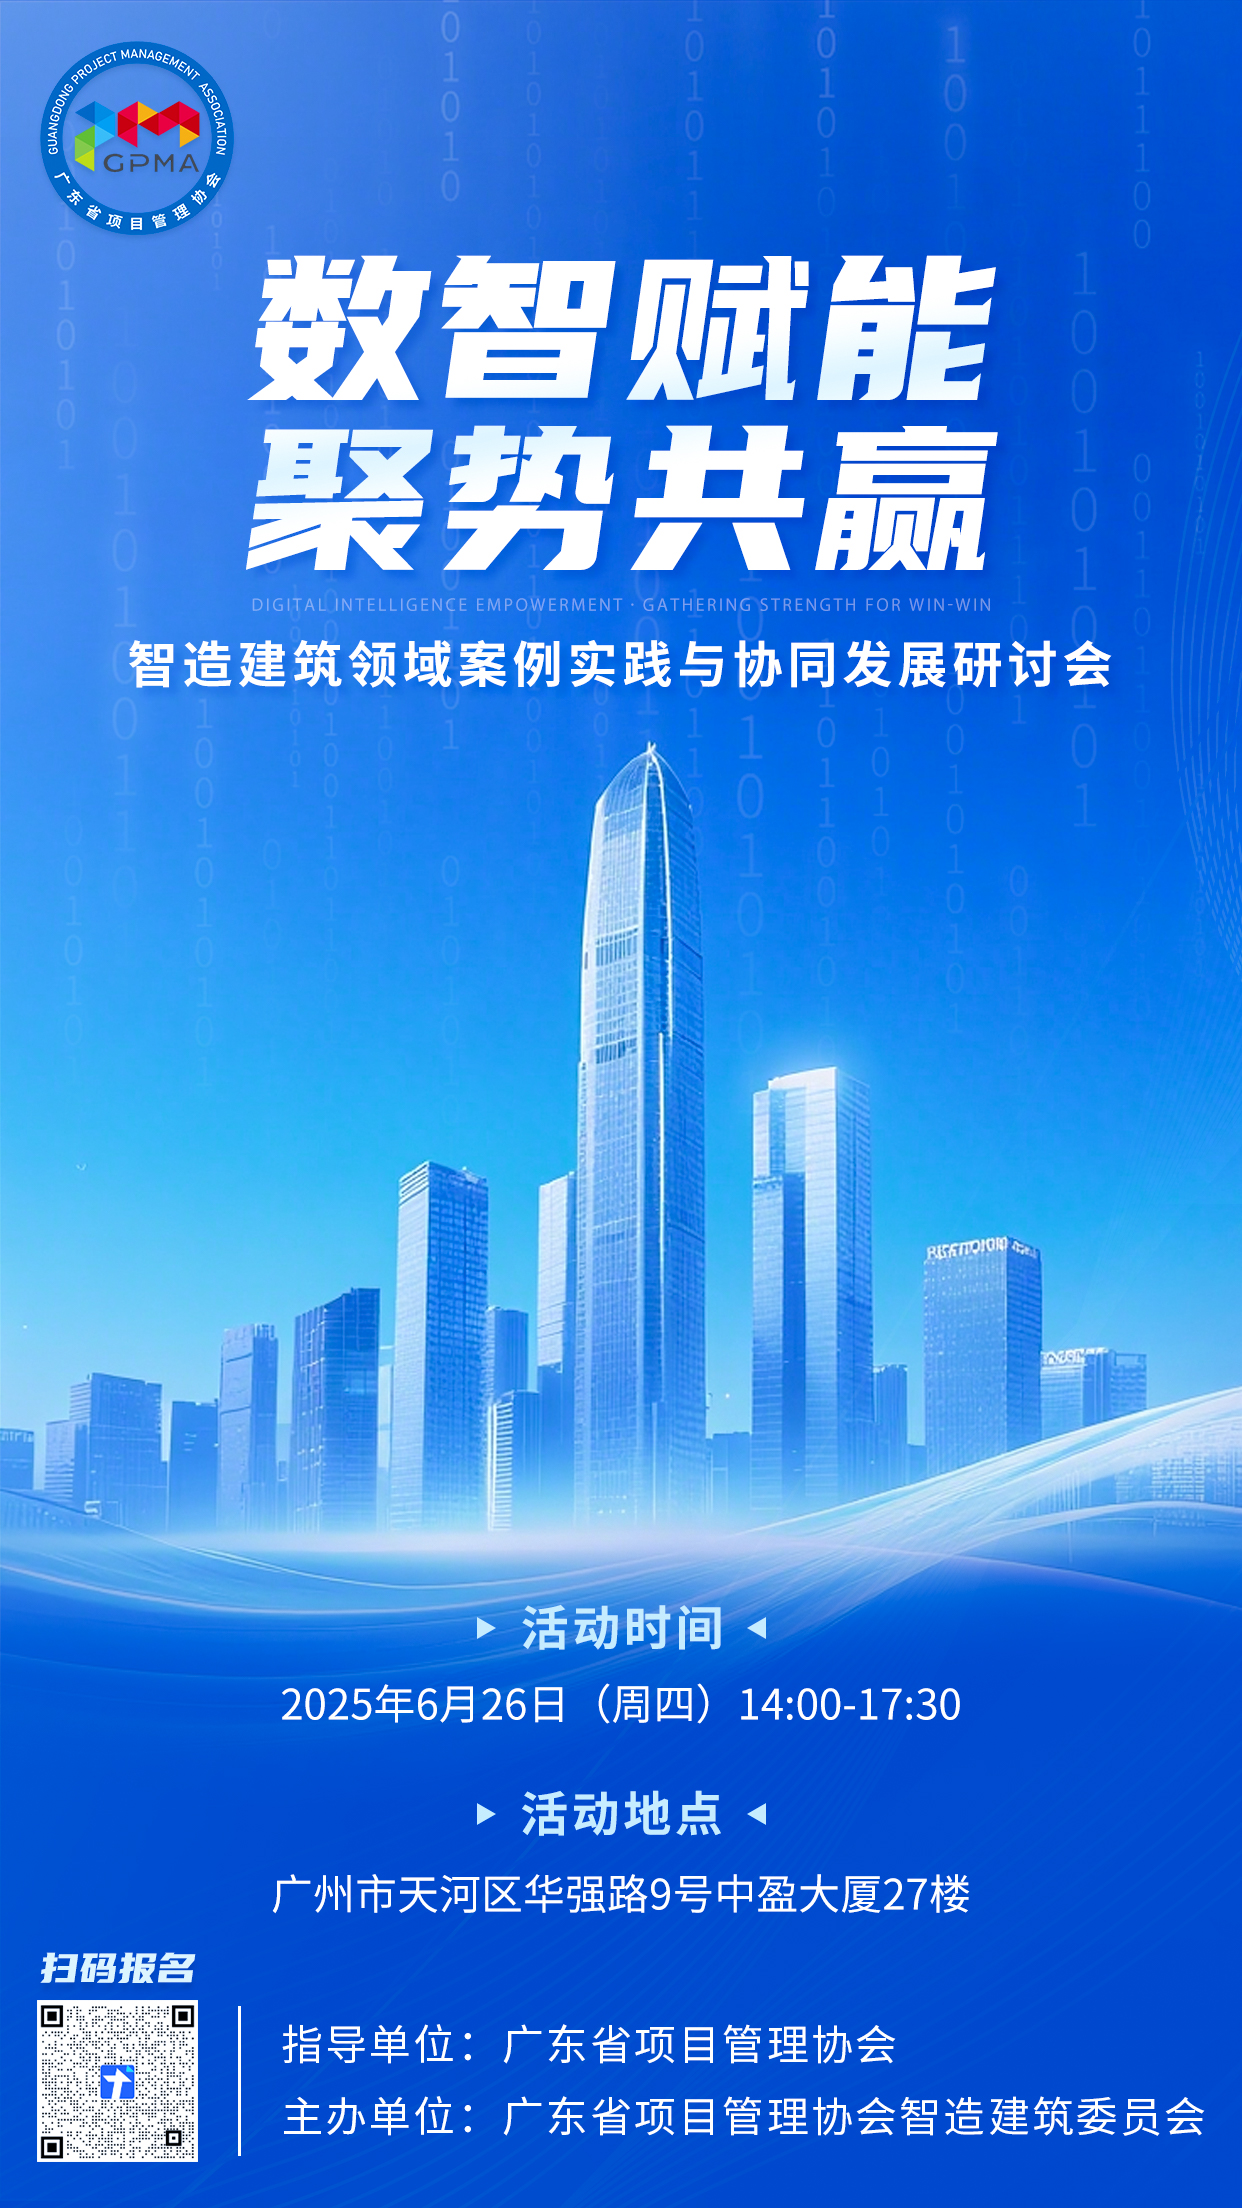 GUANGDONG PROJECT MANAGEMENT ASSOCIATION
GPMA
广东省项目管理协会
数智赋能
聚势共赢
DIGITAL INTELLIGENCE EMPOWERMENT · GATHERING STRENGTH FOR WIN-WIN
智造建筑领域案例实践与协同发展研讨会
活动时间
2025年6月26日（周四）14:00-17:30
活动地点
广州市天河区华强路9号中盈大厦27楼
扫码报名
指导单位：广东省项目管理协会
主办单位：广东省项目管理协会智造建筑委员会